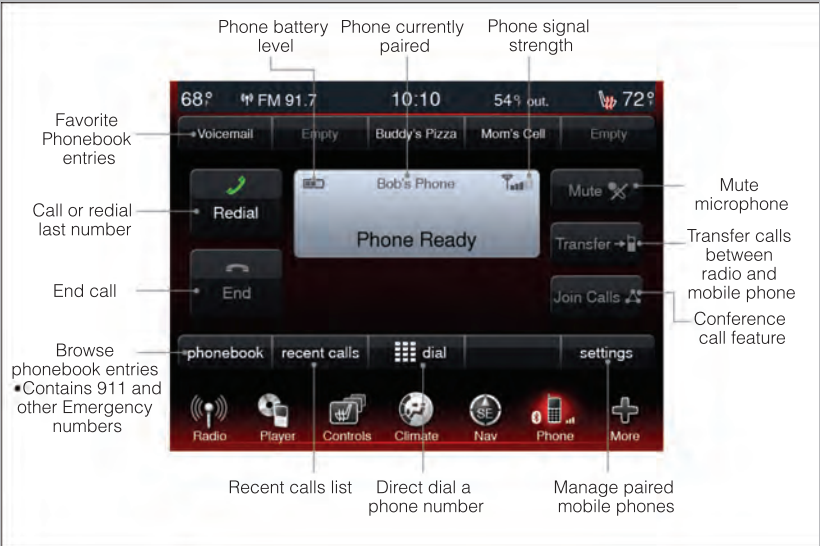 Phone battery
level
Phone currently
paired
Phone signal
strength
68°F
FM 91.7
10:10
54°F out.
72°F
Favorite
Phonebook
entries
Voicemail
Empty
Buddy's Pizza
Mom's Cell
Empty
Call or redial
last number
Redial
Bob's Phone
Phone Ready
Mute
Mute
microphone
Transfer
Transfer calls
between
radio and
mobile phone
End call
End
Join Calls
Conference
call feature
Browse
phonebook entries
•Contains 911 and
other Emergency
numbers
phonebook
recent calls
dial
settings
SE
Radio
Player
Controls
Climate
Nav
Phone
More
Recent calls list
Direct dial a
phone number
Manage paired
mobile phones